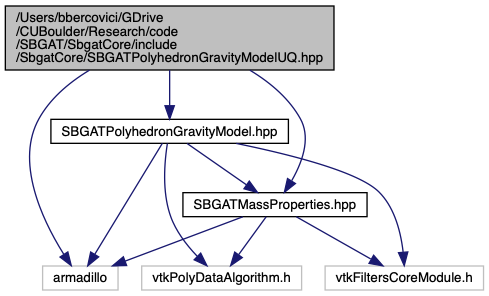 /Users/bbercovici/GDrive
/CUBoulder/Research/code
/SBGAT/SbgatCore/include
/SbgatCore/SBGATPolyhedronGravityModelUQ.hpp
SBGATPolyhedronGravityModel.hpp
SBGATMassProperties.hpp
armadillo
vtkPolyDataAlgorithm.h
vtkFiltersCoreModule.h